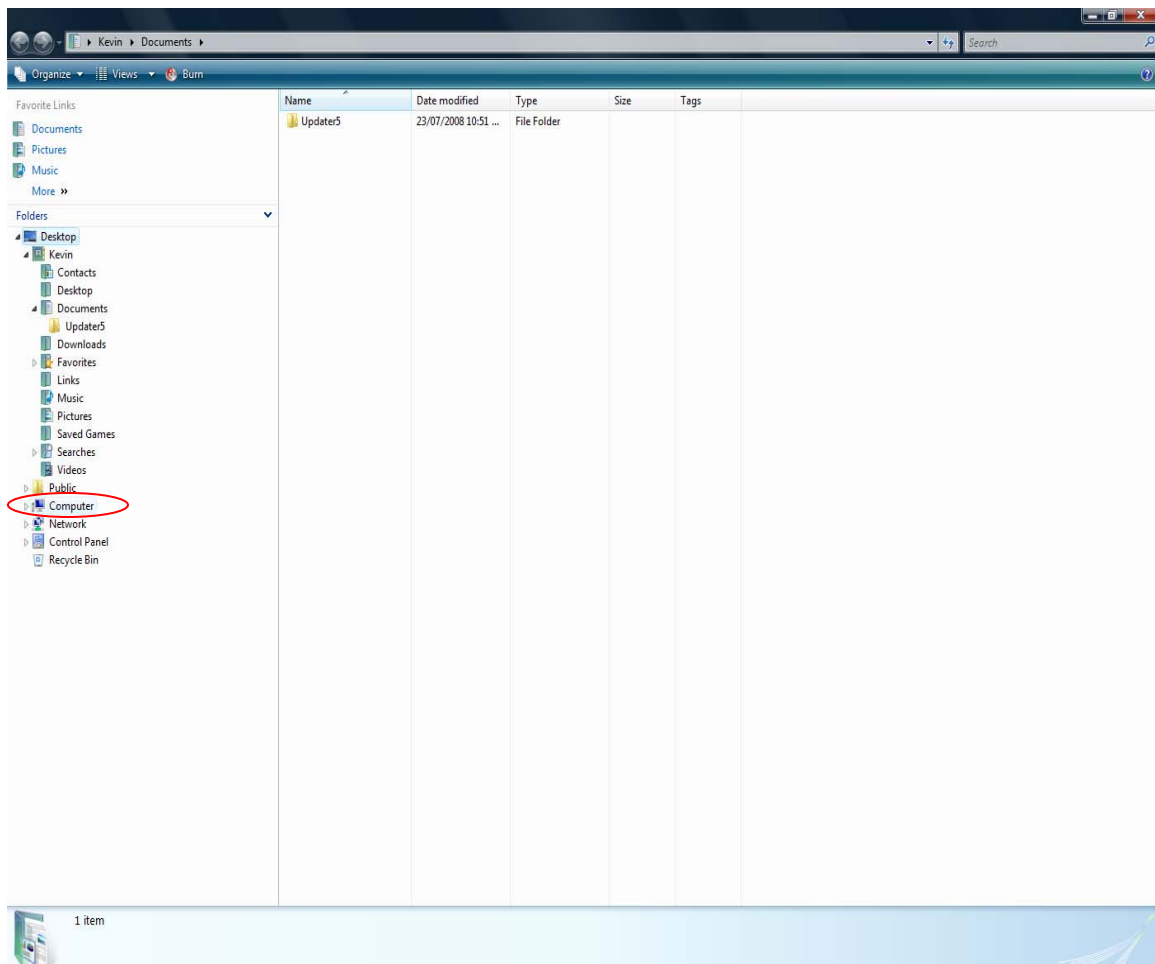 Kevin Documents
Search
Organize Views Burn
Favorite Links
Documents
Pictures
Music
More »
Folders
Desktop
Kevin
Contacts
Desktop
Documents
Updater5
Downloads
Favorites
Links
Music
Pictures
Saved Games
Searches
Videos
Public
Computer
Network
Control Panel
Recycle Bin
Name Date modified Type Size Tags
Updater5 23/07/2008 10:51 ... File Folder
1 item